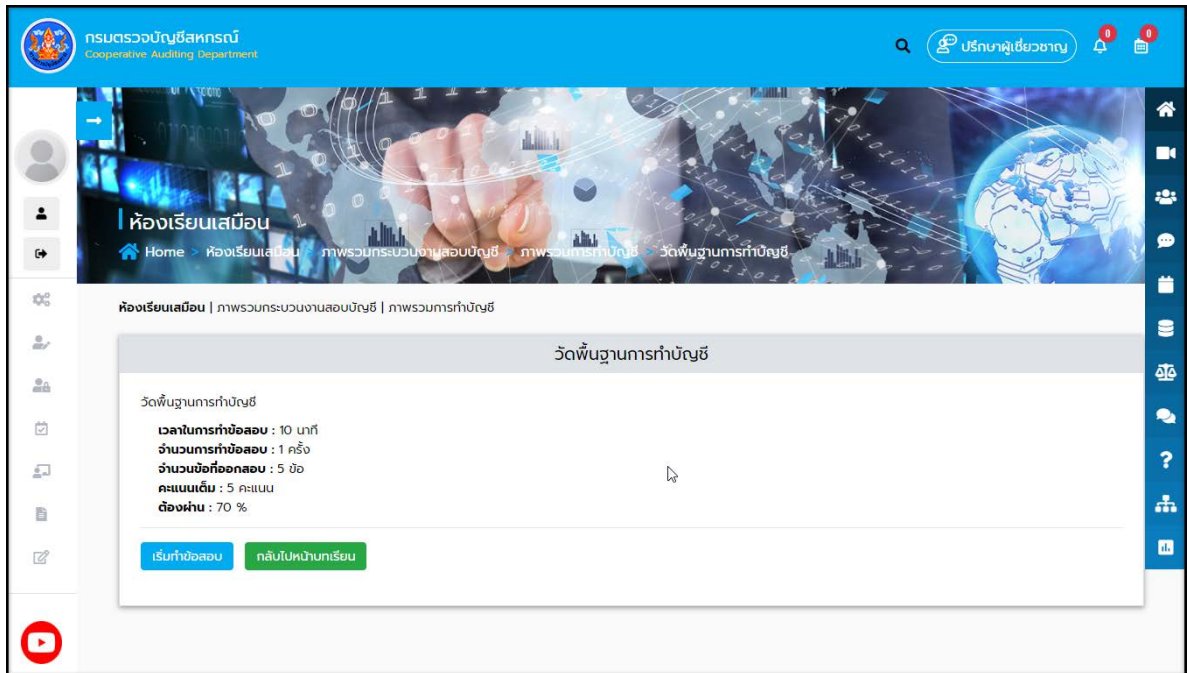 กรมตรวจบัญชีสหกรณ์
Cooperative Auditing Department
ปรึกษาผู้เชี่ยวชาญ
0
0
ห้องเรียนเสมือน
Home > ห้องเรียนเสมือน > ภาพรวมกระบวนงานสอบบัญชี > ภาพรวมการทำบัญชี > วัดพื้นฐานการทำบัญชี
ห้องเรียนเสมือน | ภาพรวมกระบวนงานสอบบัญชี | ภาพรวมการทำบัญชี
วัดพื้นฐานการทำบัญชี
วัดพื้นฐานการทำบัญชี
เวลาในการทำข้อสอบ : 10 นาที
จำนวนการทำข้อสอบ : 1 ครั้ง
จำนวนข้อที่ออกสอบ : 5 ข้อ
คะแนนเต็ม : 5 คะแนน
ต้องผ่าน : 70 %
เริ่มทำข้อสอบ
กลับไปหน้าบทเรียน